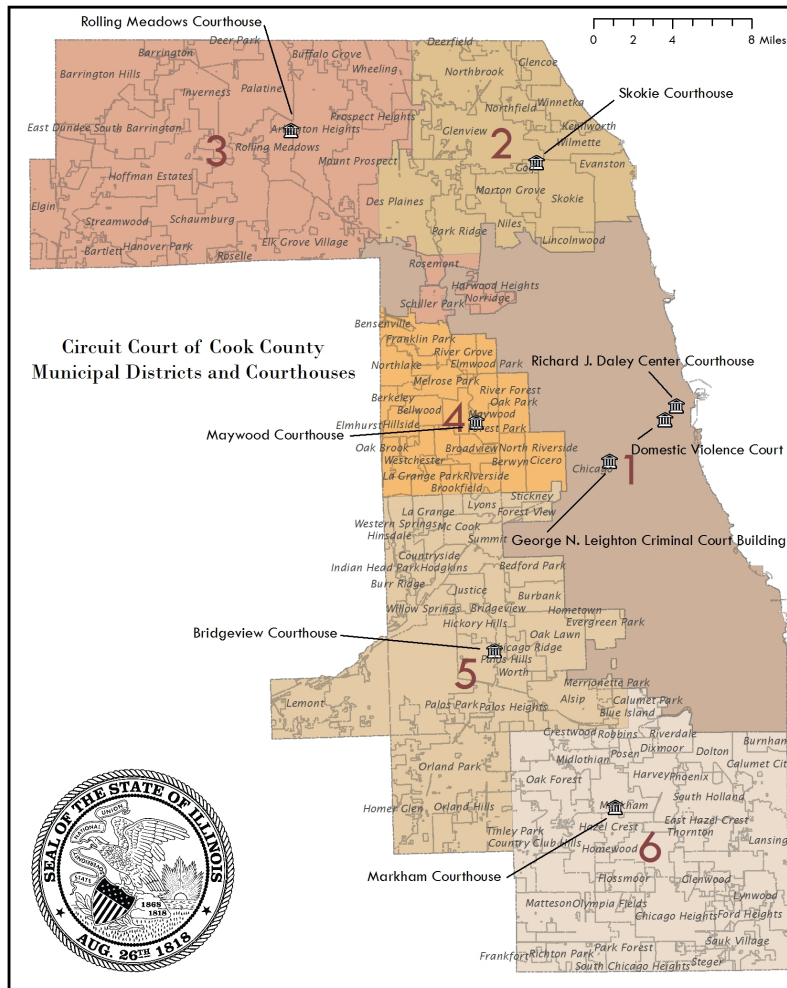 Rolling Meadows Courthouse
0 2 4 8 Miles
Deer Park
Deerfield
Barrington
Buffalo Grove
Glencoe
Barrington Hills
Wheeling
Northbrook
Inverness
Palatine
Skokie Courthouse
Northfield
Winnetka
Prospect Heights
East Dundee
South Barrington
Arlington Heights
Glenview
Kenilworth
3
2
Rolling Meadows
Wilmette
Mount Prospect
Evanston
Hoffman Estates
Morton Grove
Elgin
Des Plaines
Skokie
Streamwood
Schaumburg
Park Ridge
Niles
Hanover Park
Elk Grove Village
Lincolnwood
Bartlett
Roselle
Rosemont
Harwood Heights
Norridge
Schiller Park
Bensenville
Circuit Court of Cook County
Municipal Districts and Courthouses
Franklin Park
River Grove
Richard J. Daley Center Courthouse
Northlake
Elmwood Park
Melrose Park
River Forest
Berkeley
Oak Park
Bellwood
Maywood
4
Elmhurst
Hillside
Forest Park
Maywood Courthouse
Oak Brook
Broadview
North Riverside
Domestic Violence Court
Westchester
Berwyn
Cicero
Chicago
1
La Grange Park
Riverside
Brookfield
Stickney
La Grange
Lyons
Forest View
Western Springs
Mc Cook
Hinsdale
Summit
George N. Leighton Criminal Court Building
Countryside
Indian Head Park
Hodgkins
Bedford Park
Burr Ridge
Justice
Burbank
Willow Springs
Bridgeview
Hometown
Hickory Hills
Evergreen Park
Bridgeview Courthouse
Oak Lawn
Chicago Ridge
Palos Hills
5
Worth
Merrionette Park
Lemont
Alsip
Calumet Park
Palos Park
Palos Heights
Blue Island
Crestwood
Robbins
Riverdale
Burnham
Dixmoor
Posen
Dolton
Midlothian
Calumet City
Orland Park
Oak Forest
Harvey
Phoenix
South Holland
Homer Glen
Orland Hills
Markham
East Hazel Crest
Hazel Crest
Tinley Park
Thornton
Country Club Hills
Lansing
Homewood
6
Markham Courthouse
Flossmoor
Glenwood
Lynwood
Matteson
Olympia Fields
Chicago Heights
Ford Heights
Sauk Village
Park Forest
Frankfort
Richton Park
Steger
South Chicago Heights
SEAL OF THE STATE OF ILLINOIS
STATE
NATIONAL
UNION
1868
1818
AUG. 26TH 1818